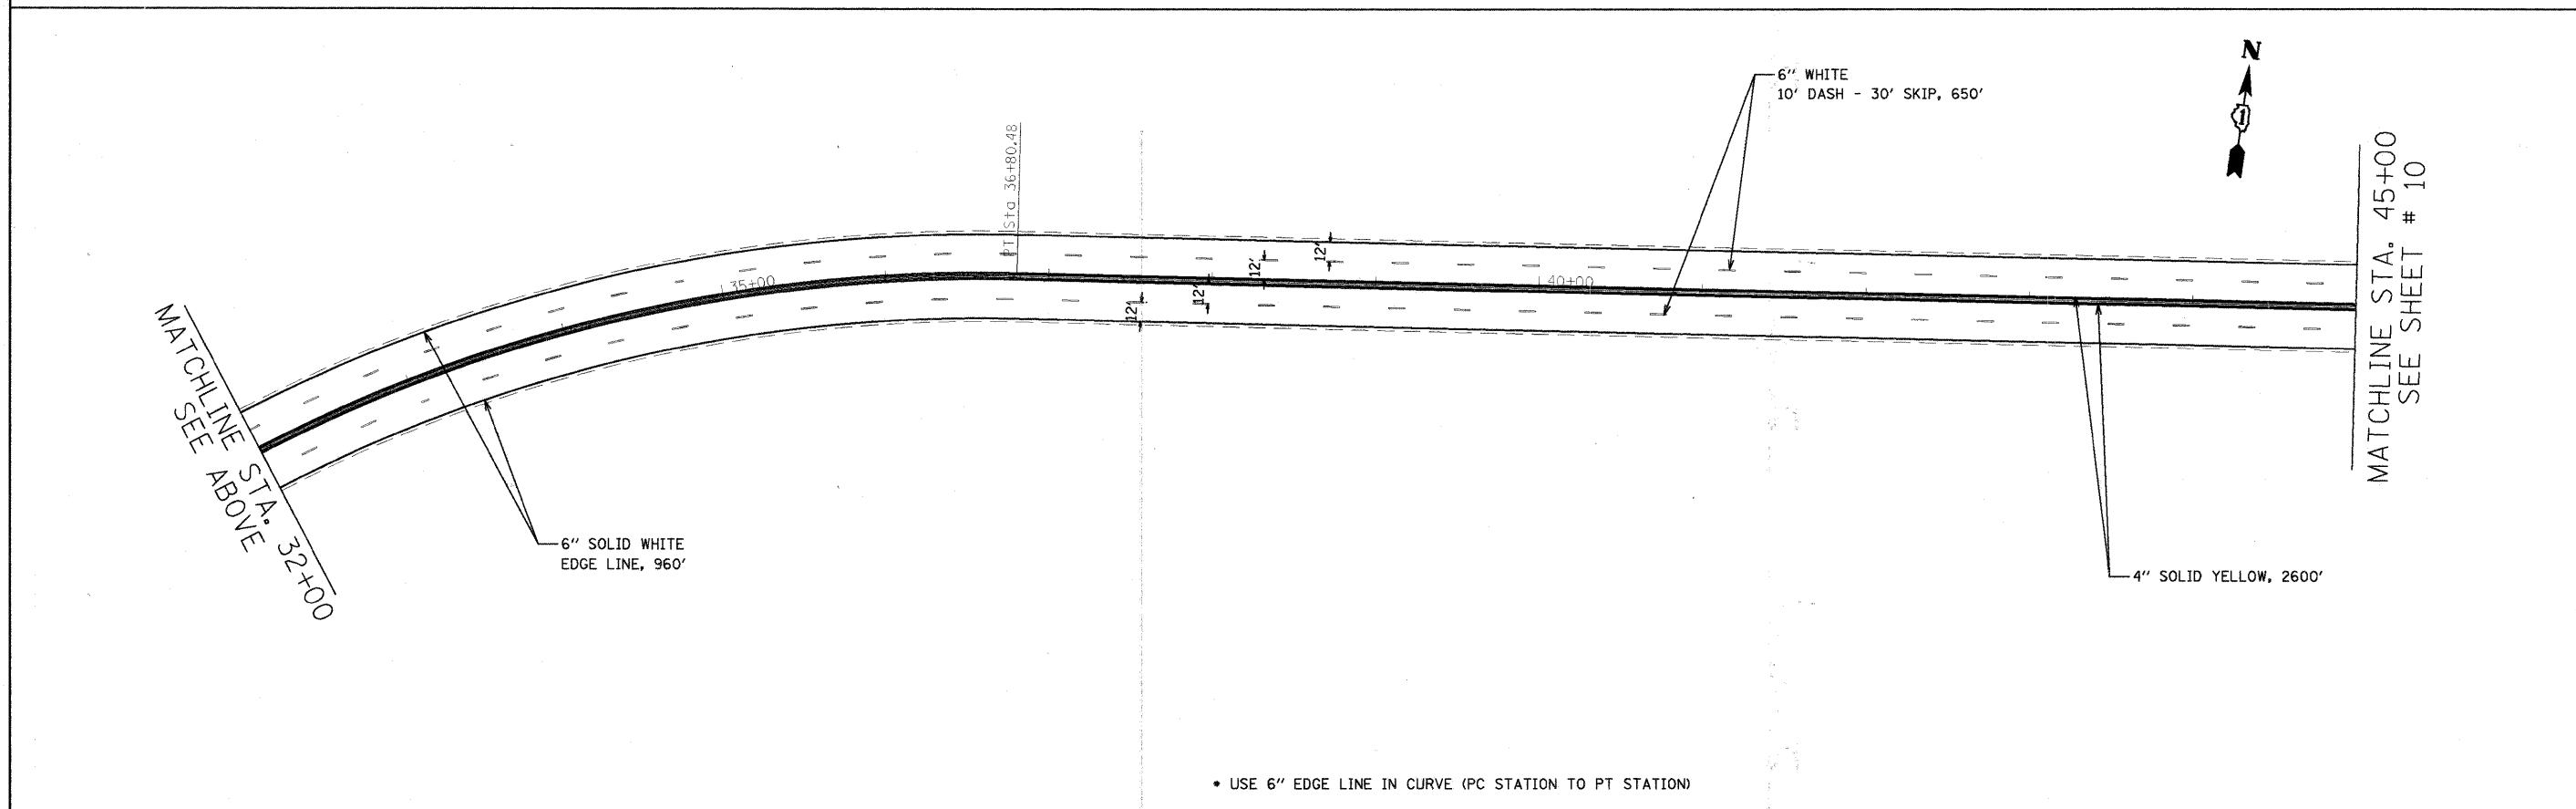 N
1
6" WHITE
10' DASH - 30' SKIP, 650'
PT Sta 36+80.48
MATCHLINE STA. 45+00
SEE SHEET # 10
12'
12'
12'
12'
35+00
40+00
MATCHLINE STA. 32+00
SEE ABOVE
6" SOLID WHITE
EDGE LINE, 960'
4" SOLID YELLOW, 2600'
* USE 6" EDGE LINE IN CURVE (PC STATION TO PT STATION)